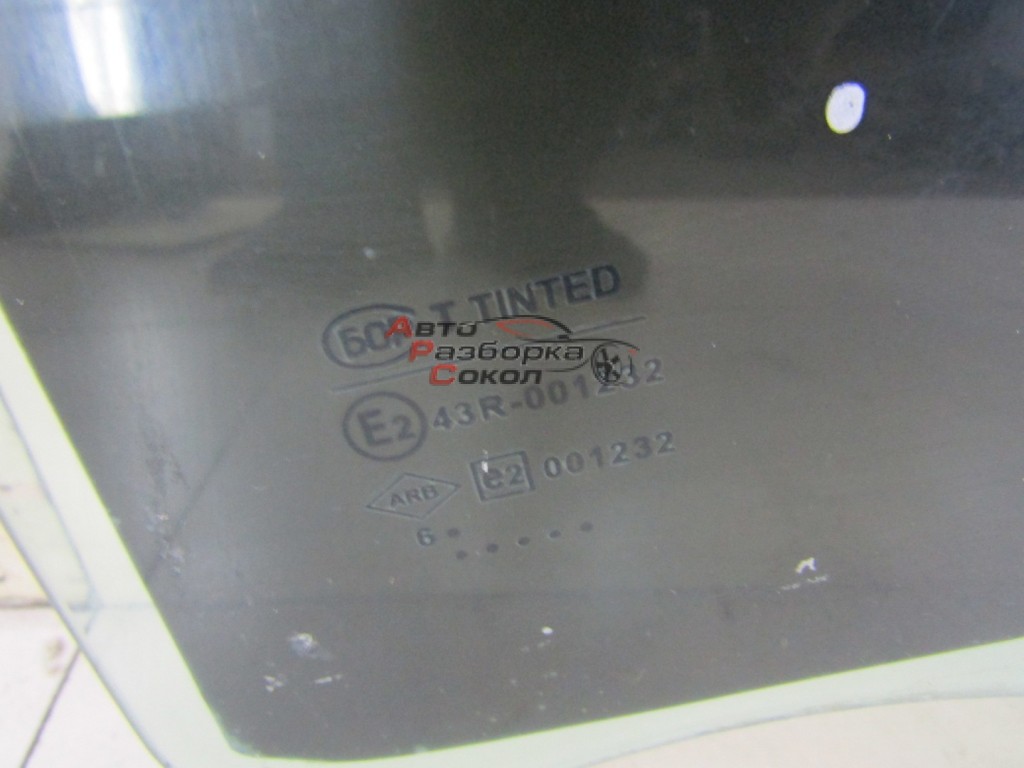 БОР T TINTED
Авто
Разборка
Сокол
E2 43R-001232
ARB e2 001232
6